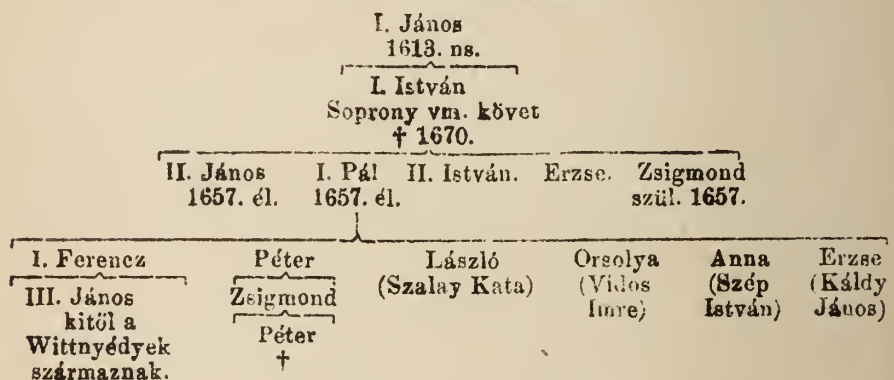 I. János
1613. ns.
I. István
Soprony vm. követ
† 1670.
II. János I. Pál II. István. Erzse. Zsigmond
1657. él. 1657. él. szül. 1657.
I. Ferencz Péter László Orsolya Anna Erzse
(Szalay Kata) (Vidos (Szép (Káldy
III. János Zsigmond Imre) István) János)
kitől a Péter
Wittnyédyek †
származnak.